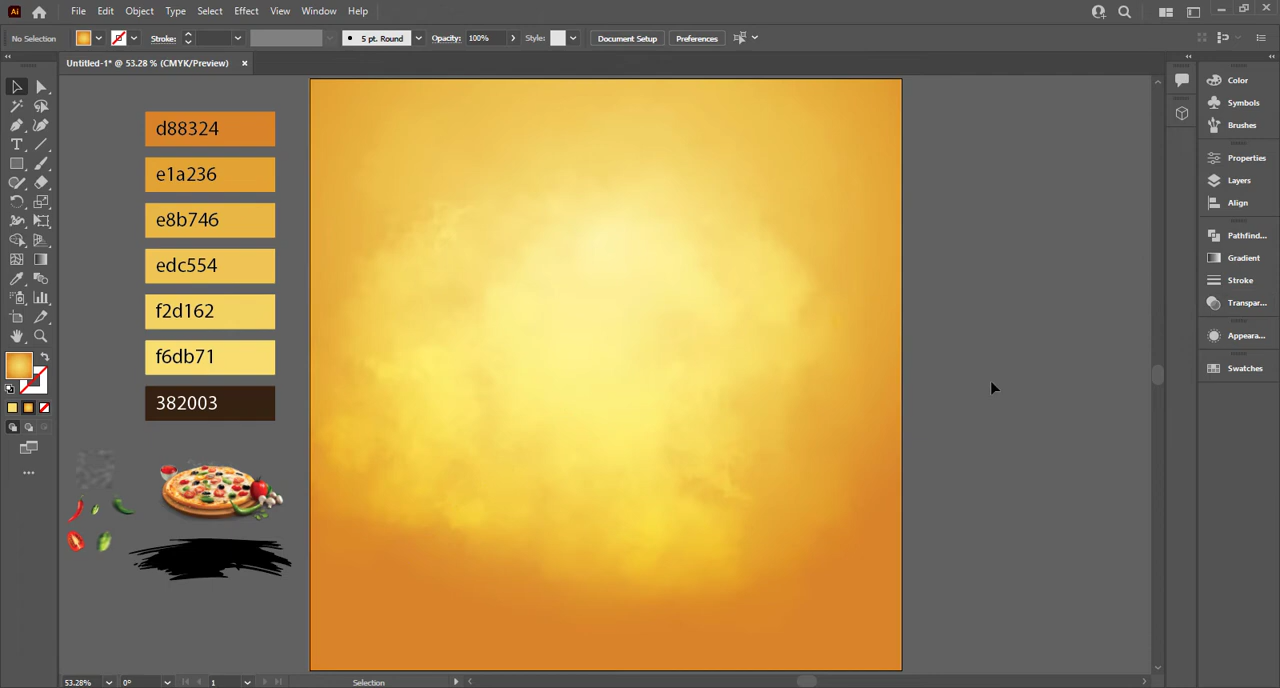 Ai File Edit Object Type Select Effect View Window Help
No Selection Stroke: 5 pt. Round Opacity: 100% Style: Document Setup Preferences
Untitled-1* @ 53.28 % (CMYK/Preview) ×
d88324
e1a236
e8b746
edc554
f2d162
f6db71
382003
Color
Symbols
Brushes
Properties
Layers
Align
Pathfind...
Gradient
Stroke
Transpar...
Appeara...
Swatches
53.28% 0° 1 Selection